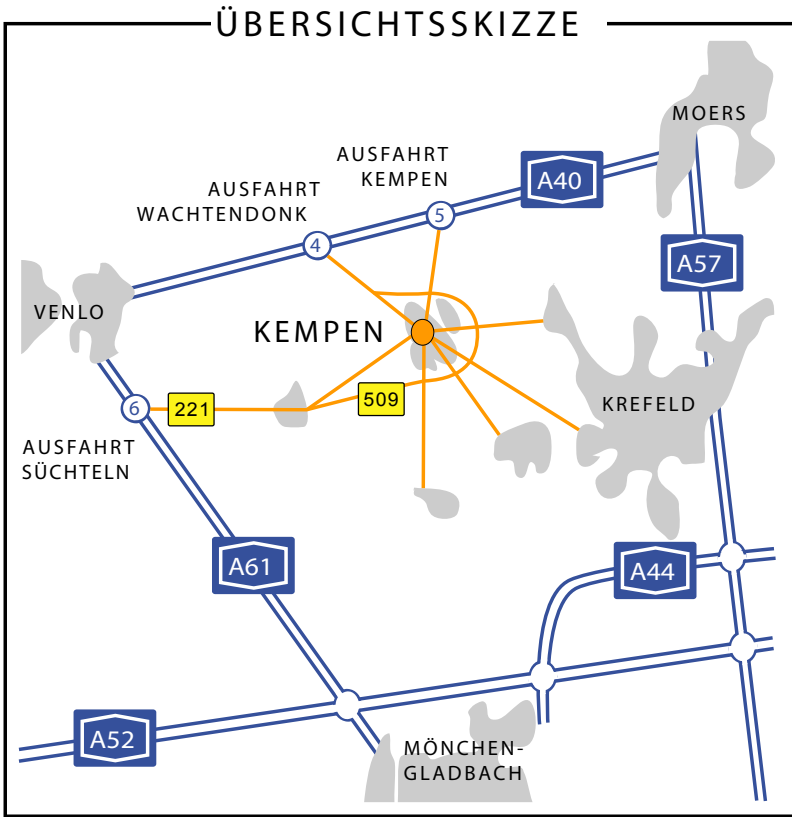 ÜBERSICHTSSKIZZE
MOERS
AUSFAHRT
KEMPEN
A40
AUSFAHRT
WACHTENDONK
5
4
A57
VENLO
KEMPEN
6
221
509
KREFELD
AUSFAHRT
SÜCHTELN
A61
A44
A52
MÖNCHEN-
GLADBACH